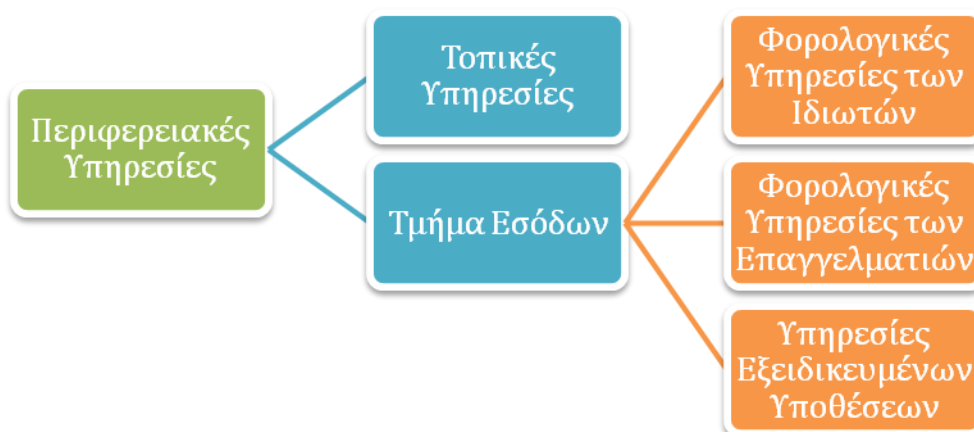 Περιφερειακές
Υπηρεσίες
Τοπικές
Υπηρεσίες
Τμήμα Εσόδων
Φορολογικές
Υπηρεσίες των
Ιδιωτών
Φορολογικές
Υπηρεσίες των
Επαγγελματιών
Υπηρεσίες
Εξειδικευμένων
Υποθέσεων